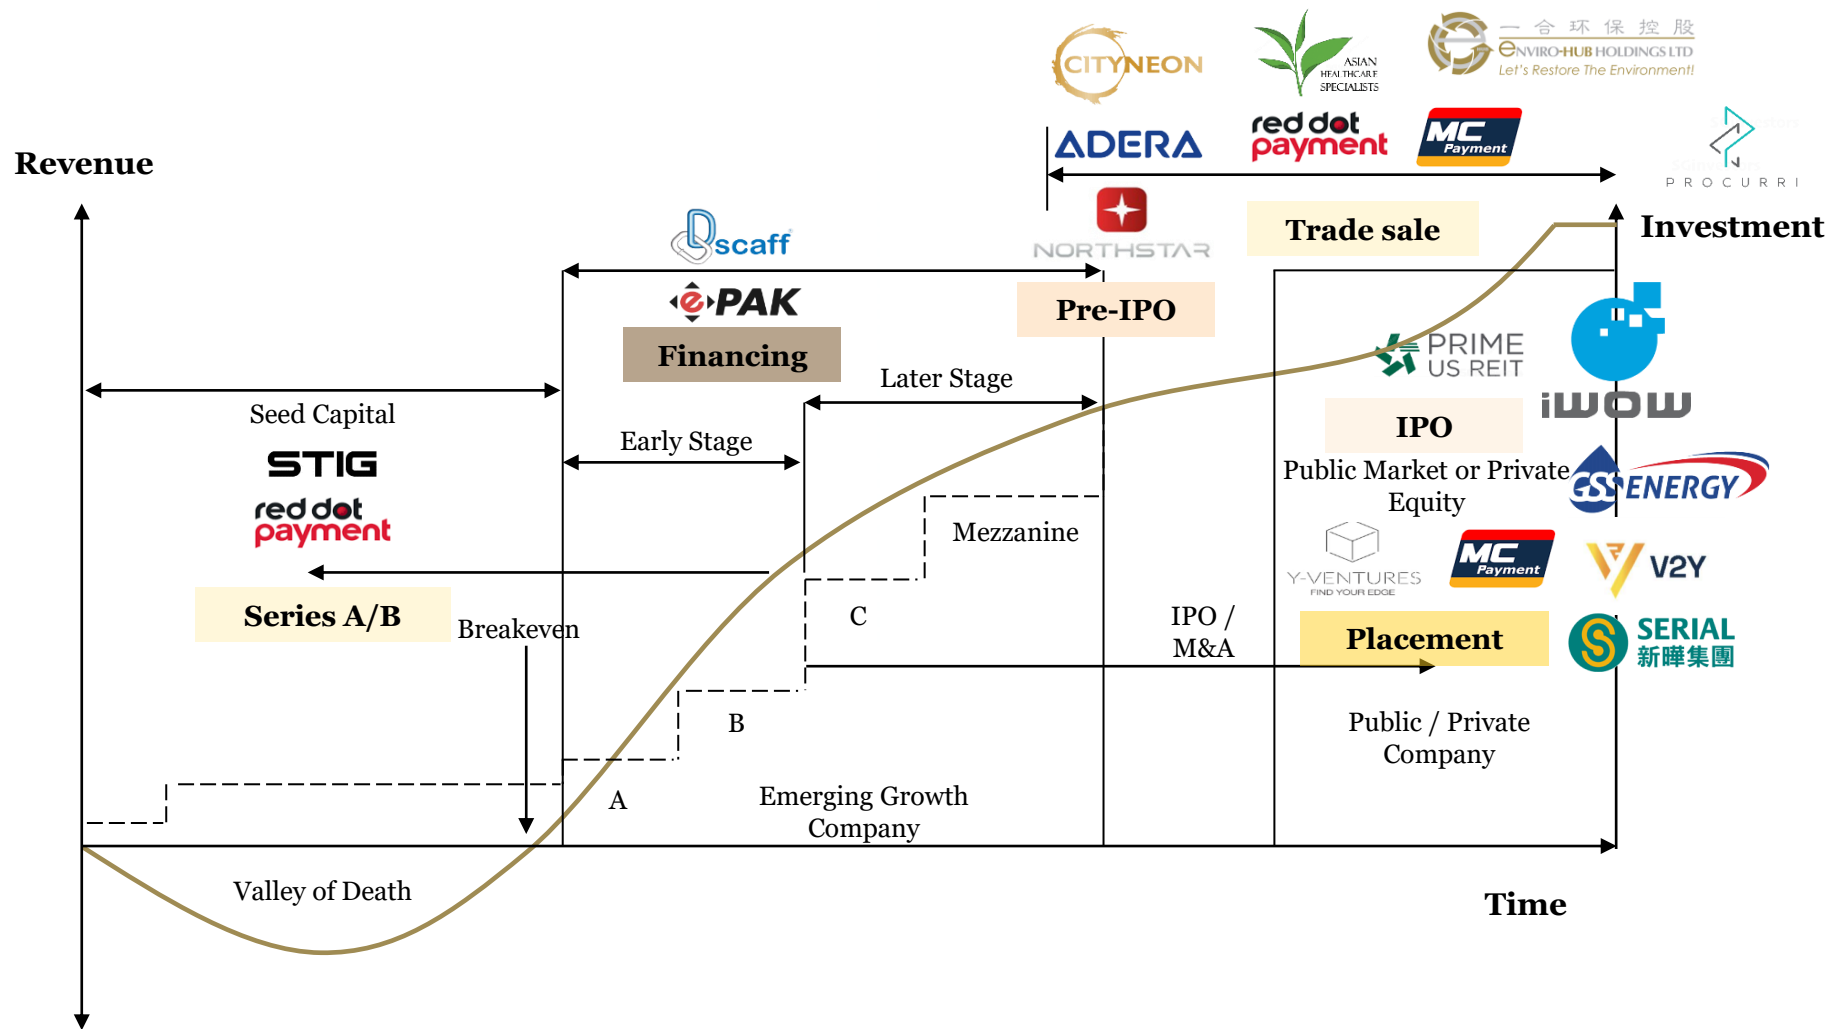 CITYNEON
ASIAN
HEALTHCARE
SPECIALISTS
一合环保控股
ENVIRO-HUB HOLDINGS LTD
Let's Restore The Environment!
ADERA
red dot
payment
MC
Payment
PROCURRI
Revenue
NORTHSTAR
Trade sale
Investment
Dscaff
ePAK
Pre-IPO
Financing
PRIME
US REIT
Later Stage
Seed Capital
iWOW
Early Stage
IPO
STIG
Public Market or Private
Equity
GSS ENERGY
red dot
payment
Mezzanine
Y-VENTURES
FIND YOUR EDGE
MC
Payment
V2Y
Series A/B
Breakeven
C
IPO /
M&A
Placement
SERIAL
新曄集團
B
Public / Private
Company
A
Emerging Growth
Company
Valley of Death
Time